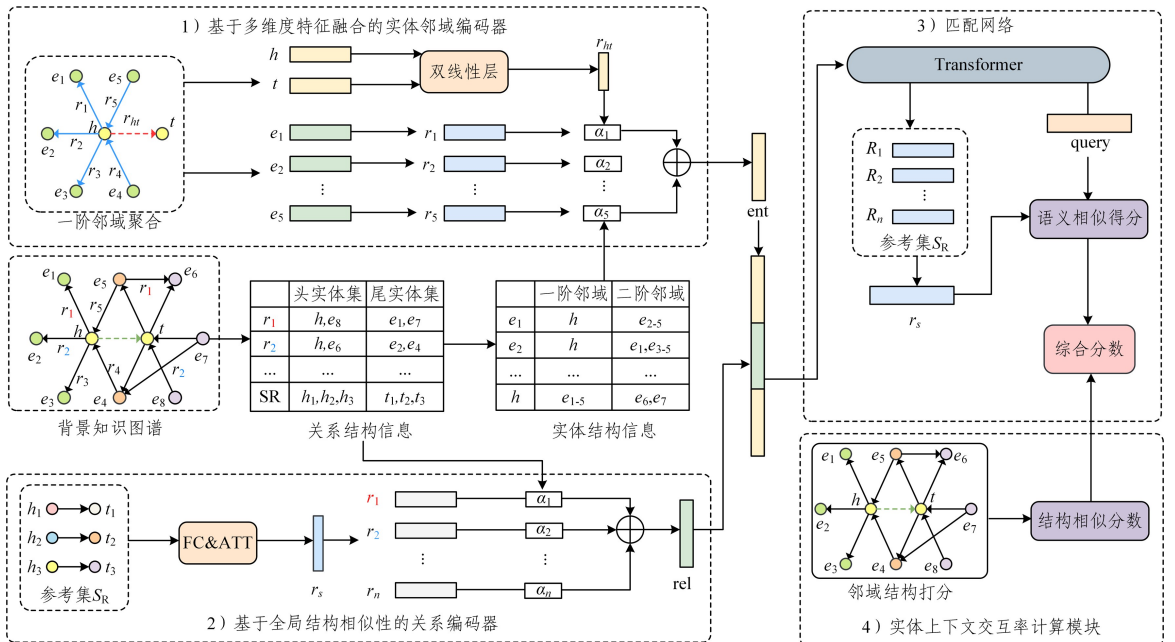 1）基于多维度特征融合的实体邻域编码器
e1 e5
r1 r5
rht
h t
e2 r2
r3 r4
e3 e4
一阶邻域聚合
h
t
双线性层
rht
e1 r1 α1
e2 r2 α2
⋮ ⋮ ⋮
e5 r5 α5
ent
e1 e5 e6
r1 r5 r1
h t
e2 r2 e7
r3 r4 r2
e3 e4 e8
背景知识图谱
头实体集 尾实体集
r1 h,e8 e1,e7
r2 h,e6 e2,e4
... ... ...
SR h1,h2,h3 t1,t2,t3
关系结构信息
一阶邻域 二阶邻域
e1 h e2-5
e2 h e1,e3-5
... ... ...
h e1-5 e6,e7
实体结构信息
h1 t1
h2 t2
h3 t3
参考集SR
FC&ATT
rs
r1 α1
r2 α2
⋮ ⋮
rn αn
rel
2）基于全局结构相似性的关系编码器
3）匹配网络
Transformer
R1
R2
⋮
Rn
参考集SR
rs
query
语义相似得分
综合分数
e1 e5 e6
h t
e2 e7
e3 e4 e8
邻域结构打分
结构相似分数
4）实体上下文交互率计算模块